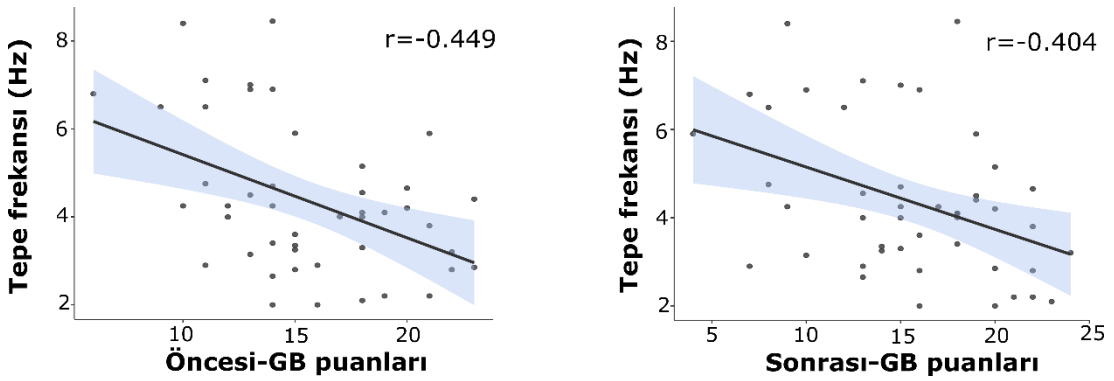 Tepe frekansı (Hz)
8
6
4
2
r=-0.449
10
15
20
Öncesi-GB puanları
Tepe frekansı (Hz)
8
6
4
2
r=-0.404
5
10
15
20
25
Sonrası-GB puanları